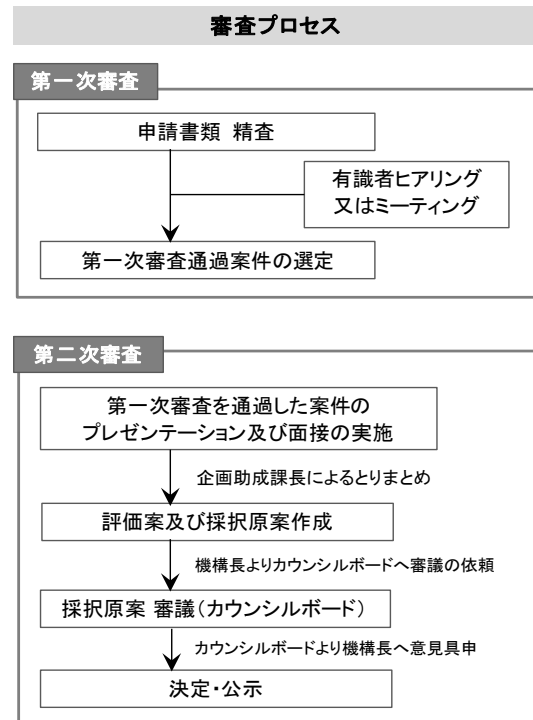 審査プロセス
第一次審査
申請書類 精査
有識者ヒアリング
又はミーティング
第一次審査通過案件の選定
第二次審査
第一次審査を通過した案件の
プレゼンテーション及び面接の実施
企画助成課長によるとりまとめ
評価案及び採択原案作成
機構長よりカウンシルボードへ審議の依頼
採択原案 審議（カウンシルボード）
カウンシルボードより機構長へ意見具申
決定・公示